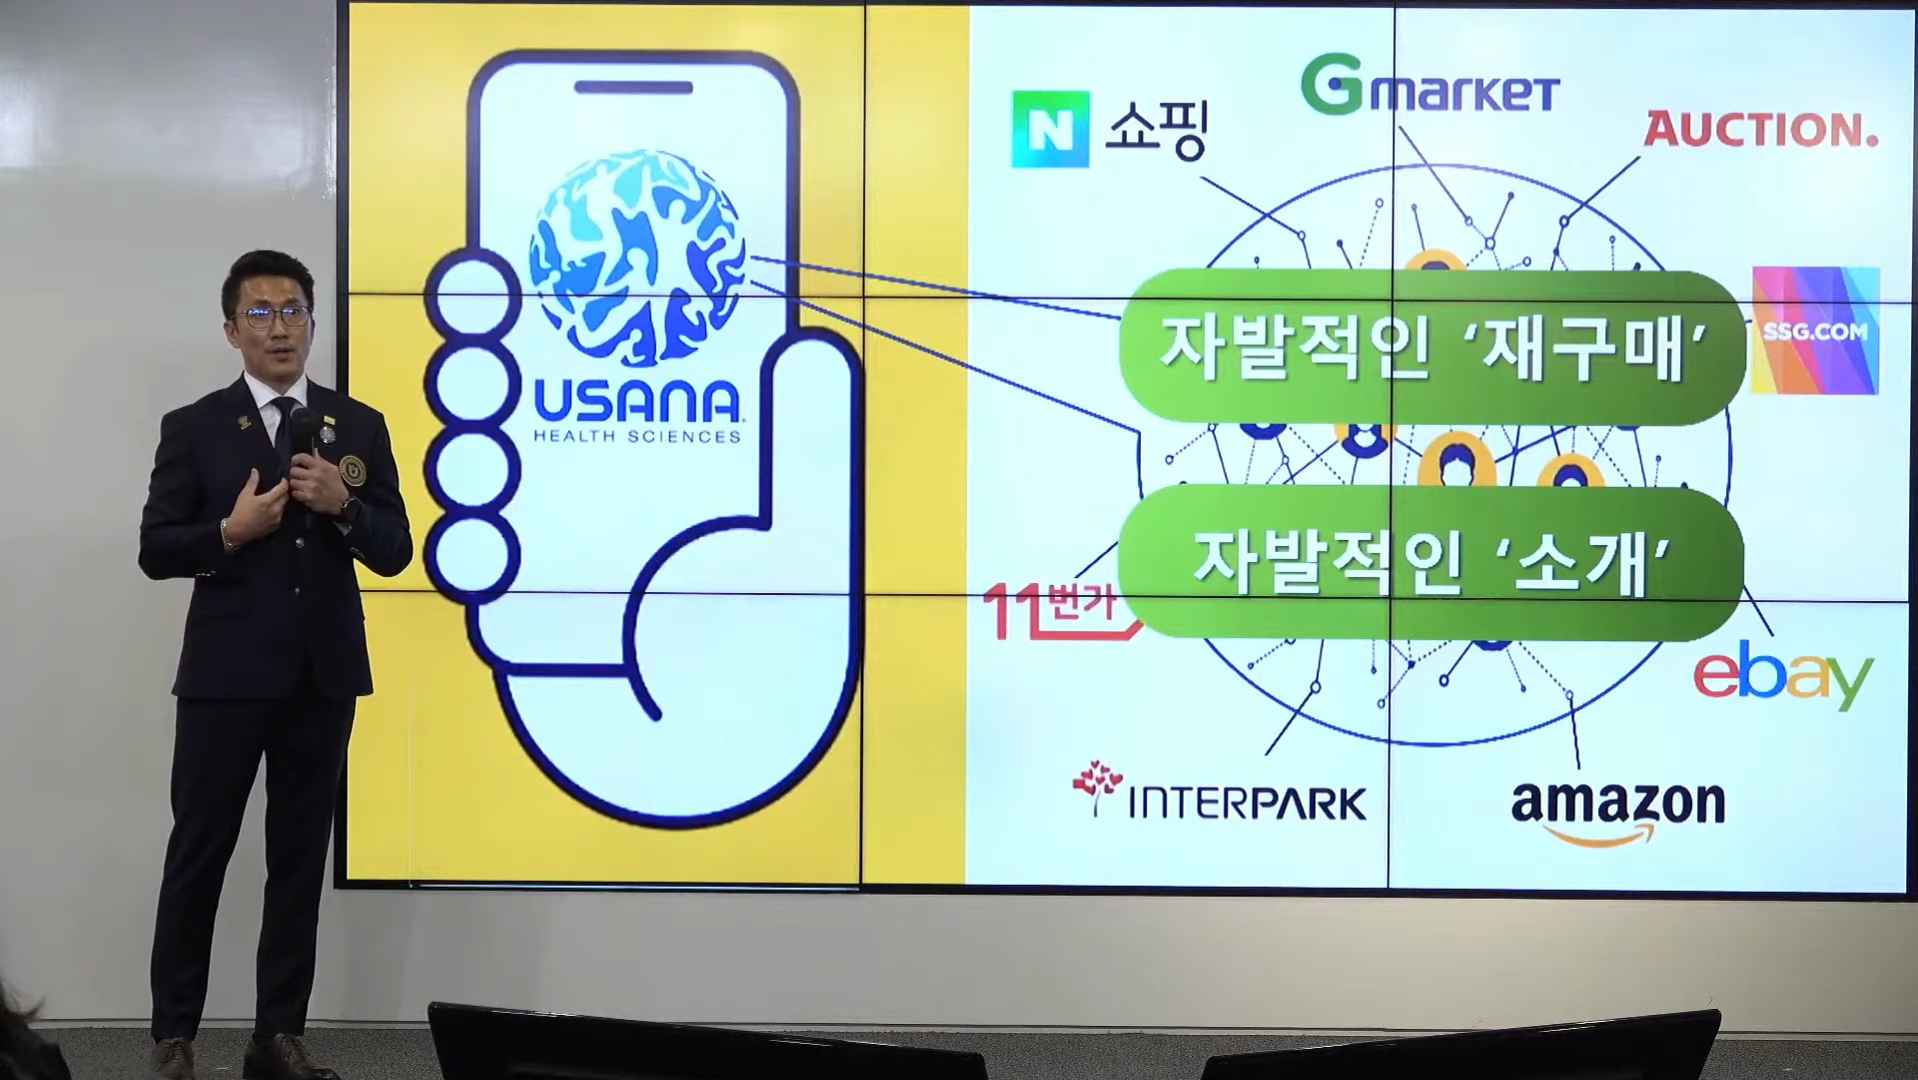 USANA
HEALTH SCIENCES
N 쇼핑
Gmarket
AUCTION.
자발적인 '재구매'
SSG.COM
자발적인 '소개'
11번가
ebay
INTERPARK
amazon